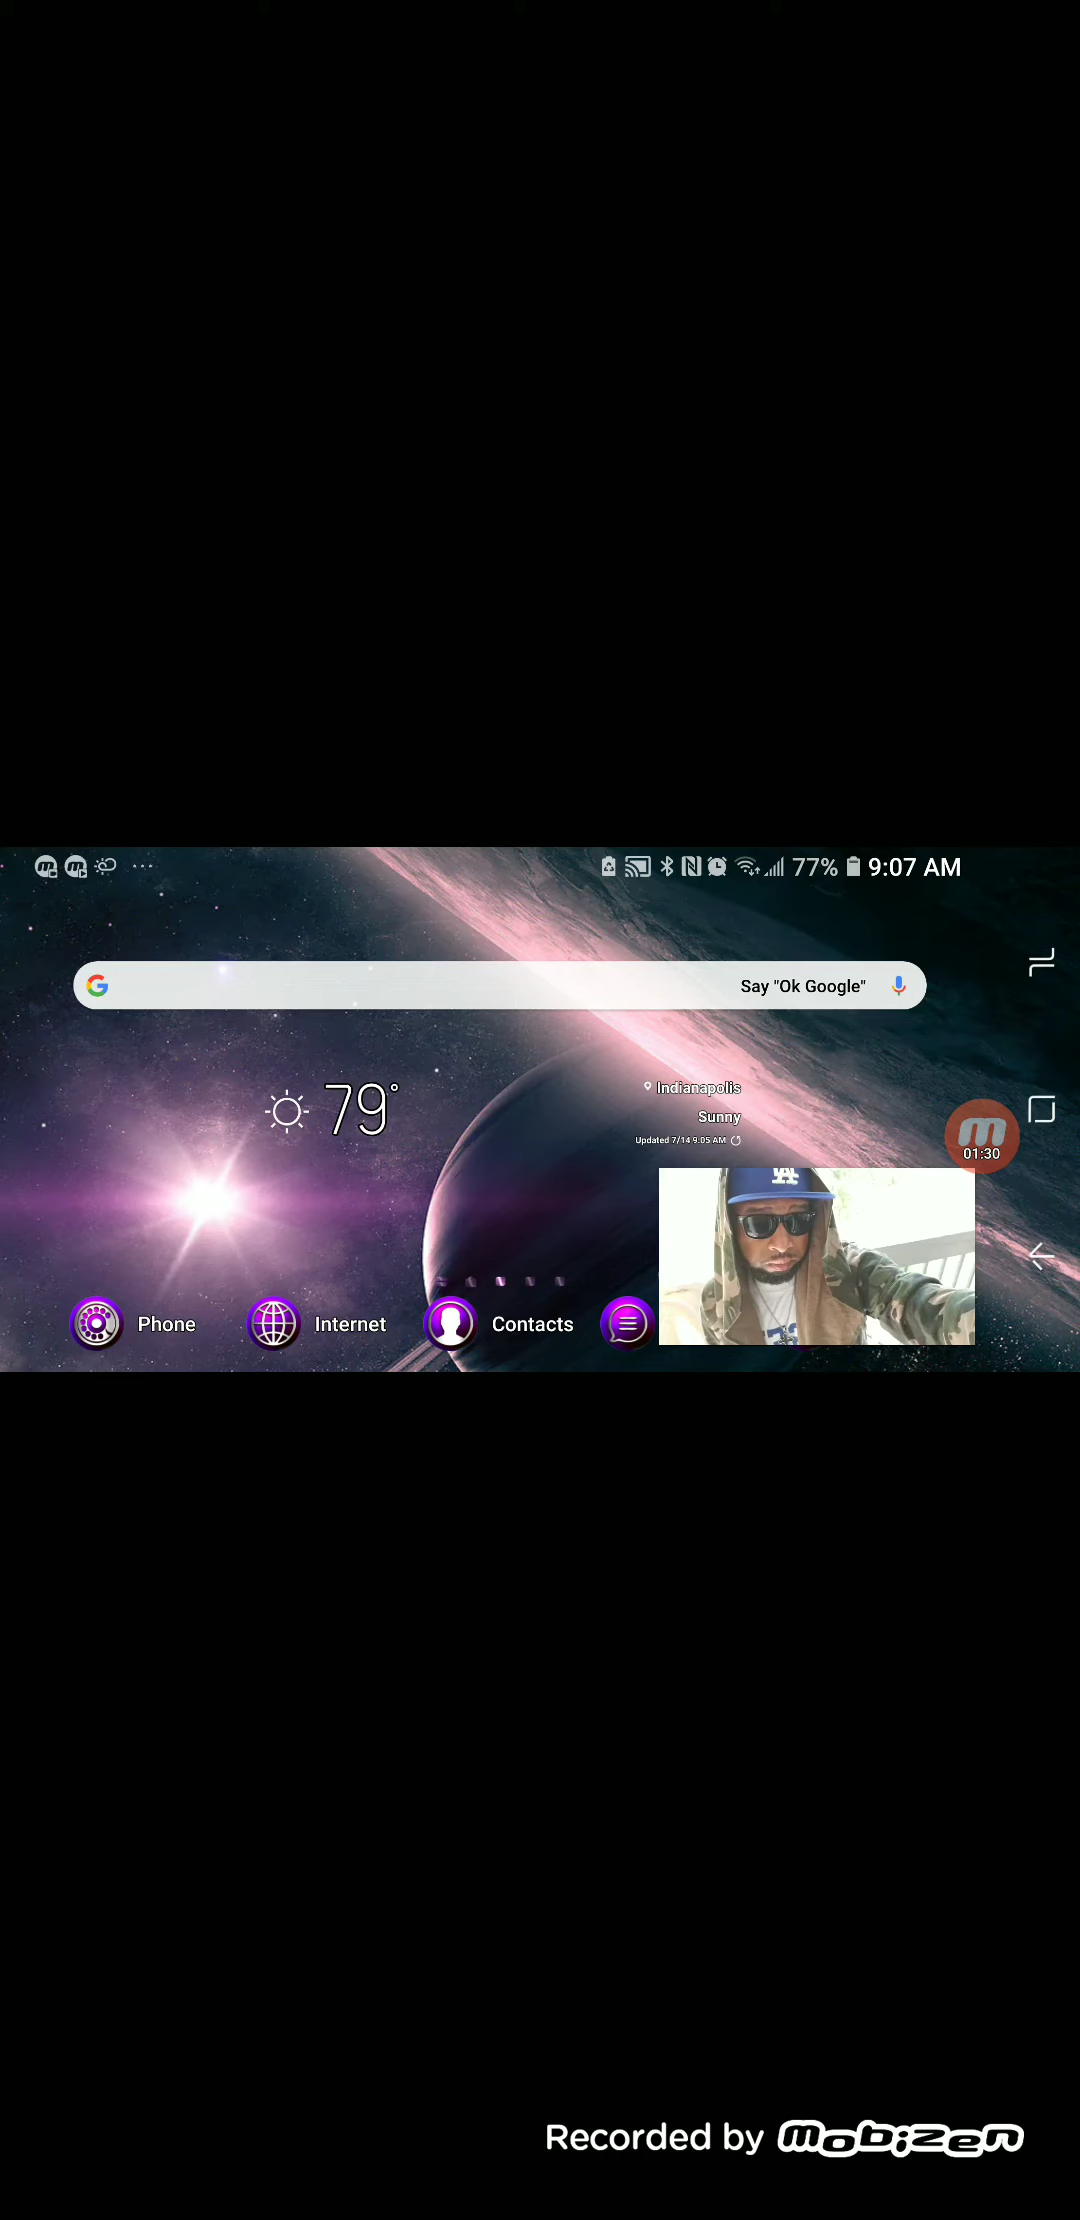 77% 9:07 AM
Say "Ok Google"
79°
Indianapolis
Sunny
Updated 7/14 9:05 AM
01:30
LA
Phone
Internet
Contacts
Recorded by mobizen